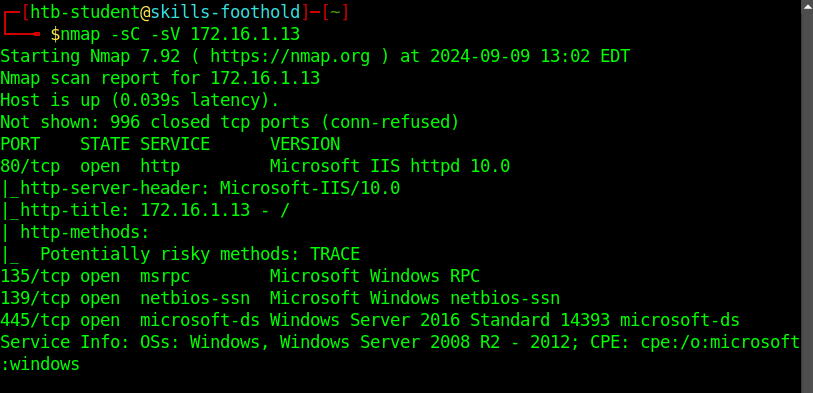 ┌─[htb-student@skills-foothold]─[~]
└──╼ $nmap -sC -sV 172.16.1.13
Starting Nmap 7.92 ( https://nmap.org ) at 2024-09-09 13:02 EDT
Nmap scan report for 172.16.1.13
Host is up (0.039s latency).
Not shown: 996 closed tcp ports (conn-refused)
PORT    STATE SERVICE      VERSION
80/tcp  open  http         Microsoft IIS httpd 10.0
|_http-server-header: Microsoft-IIS/10.0
|_http-title: 172.16.1.13 - /
| http-methods:
|_  Potentially risky methods: TRACE
135/tcp open  msrpc        Microsoft Windows RPC
139/tcp open  netbios-ssn  Microsoft Windows netbios-ssn
445/tcp open  microsoft-ds Windows Server 2016 Standard 14393 microsoft-ds
Service Info: OSs: Windows, Windows Server 2008 R2 - 2012; CPE: cpe:/o:microsoft
:windows